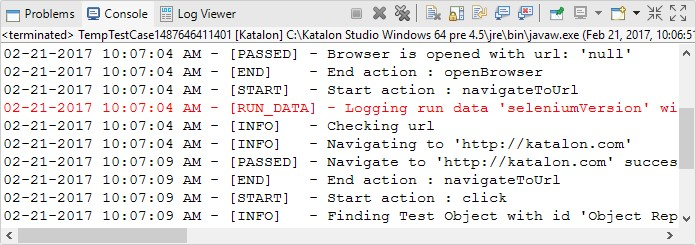 Problems Console Log Viewer
<terminated> TempTestCase1487646411401 [Katalon] C:\Katalon Studio Windows 64 pre 4.5\jre\bin\javaw.exe (Feb 21, 2017, 10:06:51
02-21-2017 10:07:04 AM - [PASSED] - Browser is opened with url: 'null'
02-21-2017 10:07:04 AM - [END] - End action : openBrowser
02-21-2017 10:07:04 AM - [START] - Start action : navigateToUrl
02-21-2017 10:07:04 AM - [RUN_DATA] - Logging run data 'seleniumVersion' wi
02-21-2017 10:07:04 AM - [INFO] - Checking url
02-21-2017 10:07:04 AM - [INFO] - Navigating to 'http://katalon.com'
02-21-2017 10:07:09 AM - [PASSED] - Navigate to 'http://katalon.com' succes
02-21-2017 10:07:09 AM - [END] - End action : navigateToUrl
02-21-2017 10:07:09 AM - [START] - Start action : click
02-21-2017 10:07:09 AM - [INFO] - Finding Test Object with id 'Object Rep